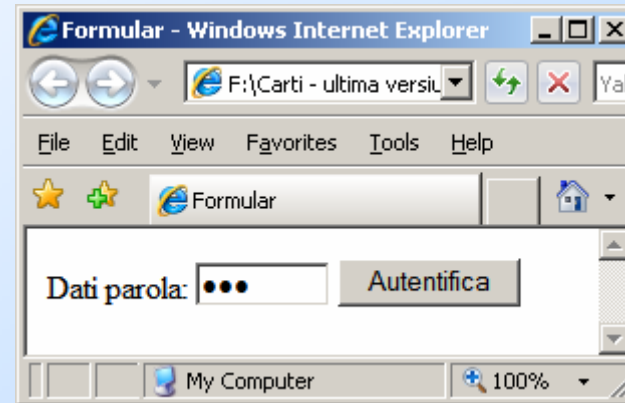 Formular - Windows Internet Explorer
F:\Carti - ultima versiu
File Edit View Favorites Tools Help
Formular
Dati parola: ●●● Autentifica
My Computer 100%